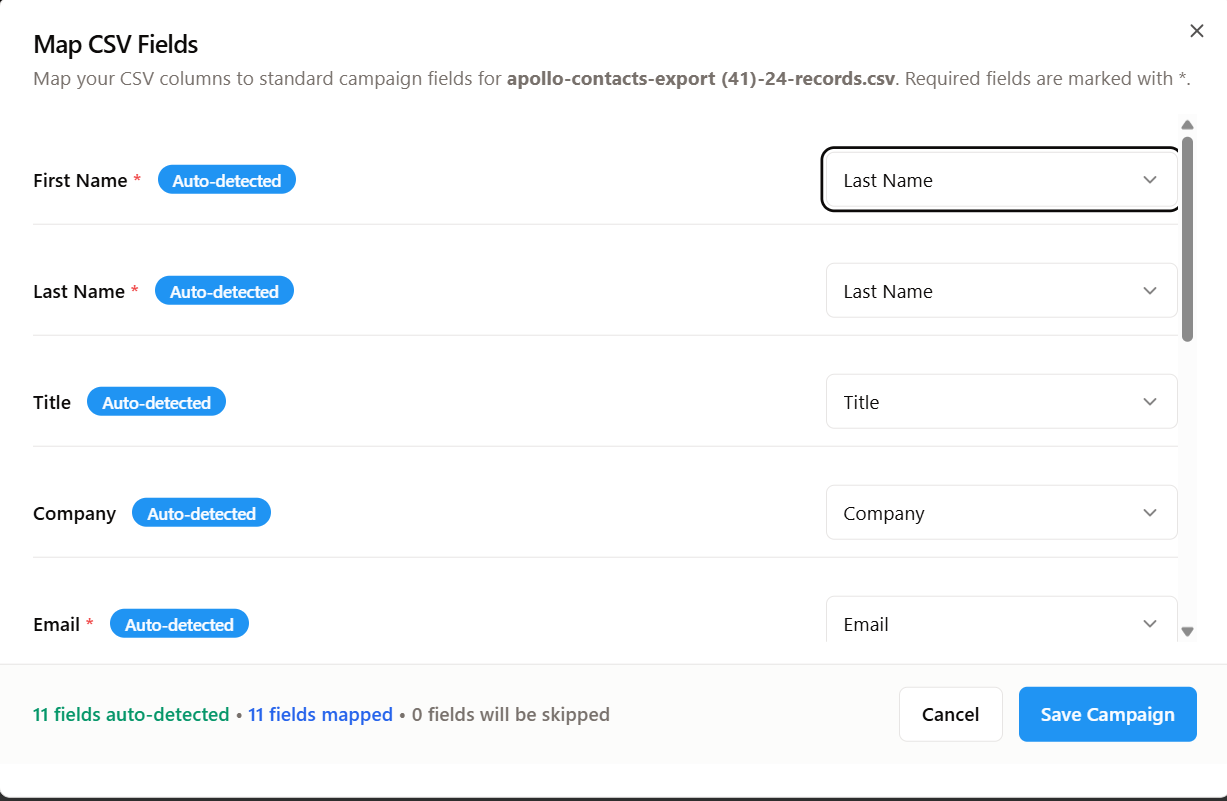 Map CSV Fields
Map your CSV columns to standard campaign fields for apollo-contacts-export (41)-24-records.csv. Required fields are marked with *.
First Name * Auto-detected Last Name
Last Name * Auto-detected Last Name
Title Auto-detected Title
Company Auto-detected Company
Email * Auto-detected Email
11 fields auto-detected • 11 fields mapped • 0 fields will be skipped Cancel Save Campaign